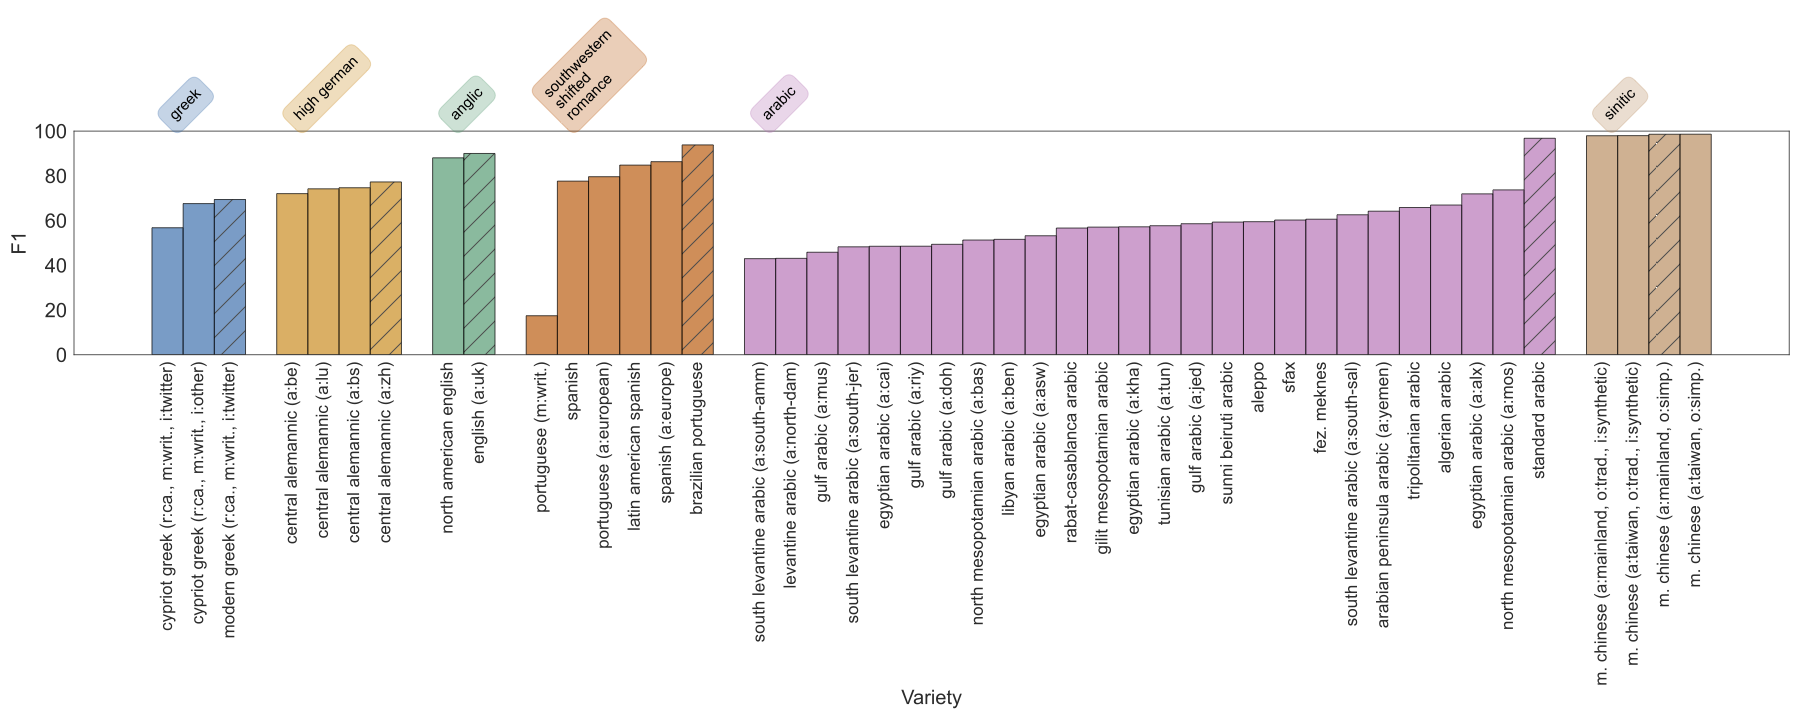 greek
high german
anglic
southwestern
shifted
romance
arabic
sinitic
100
80
60
40
20
0
F1
cypriot greek (r:ca., m:writ., i:twitter)
cypriot greek (r:ca., m:writ., i:other)
modern greek (r:ca., m:writ., i:twitter)
central alemannic (a:be)
central alemannic (a:lu)
central alemannic (a:bs)
central alemannic (a:zh)
north american english
english (a:uk)
portuguese (m:writ.)
spanish
portuguese (a:european)
latin american spanish
spanish (a:europe)
brazilian portuguese
south levantine arabic (a:south-amm)
levantine arabic (a:north-dam)
gulf arabic (a:mus)
south levantine arabic (a:south-jer)
egyptian arabic (a:cai)
gulf arabic (a:riy)
gulf arabic (a:doh)
north mesopotamian arabic (a:bas)
libyan arabic (a:ben)
egyptian arabic (a:asw)
rabat-casablanca arabic
gilit mesopotamian arabic
egyptian arabic (a:kha)
tunisian arabic (a:tun)
gulf arabic (a:jed)
sunni beiruti arabic
aleppo
sfax
fez. meknes
south levantine arabic (a:south-sal)
arabian peninsula arabic (a:yemen)
tripolitanian arabic
algerian arabic
egyptian arabic (a:alx)
north mesopotamian arabic (a:mos)
standard arabic
m. chinese (a:mainland, o:trad., i:synthetic)
m. chinese (a:taiwan, o:trad., i:synthetic)
m. chinese (a:mainland, o:simp.)
m. chinese (a:taiwan, o:simp.)
Variety